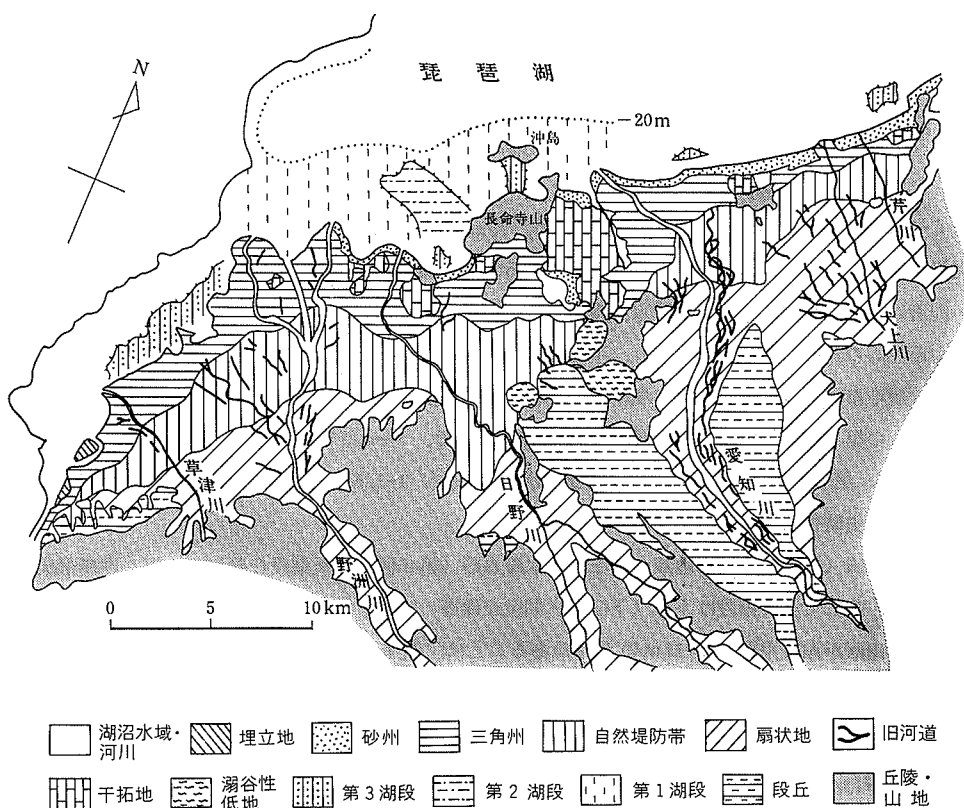 N
琵琶湖
−20m
沖島
長命寺山
芹川
犬上川
愛知川
日野川
草津川
野洲川
0 5 10km
湖沼水域・河川
埋立地
砂州
三角州
自然堤防帯
扇状地
旧河道
干拓地
溺谷性低地
第3湖段
第2湖段
第1湖段
段丘
丘陵・山地